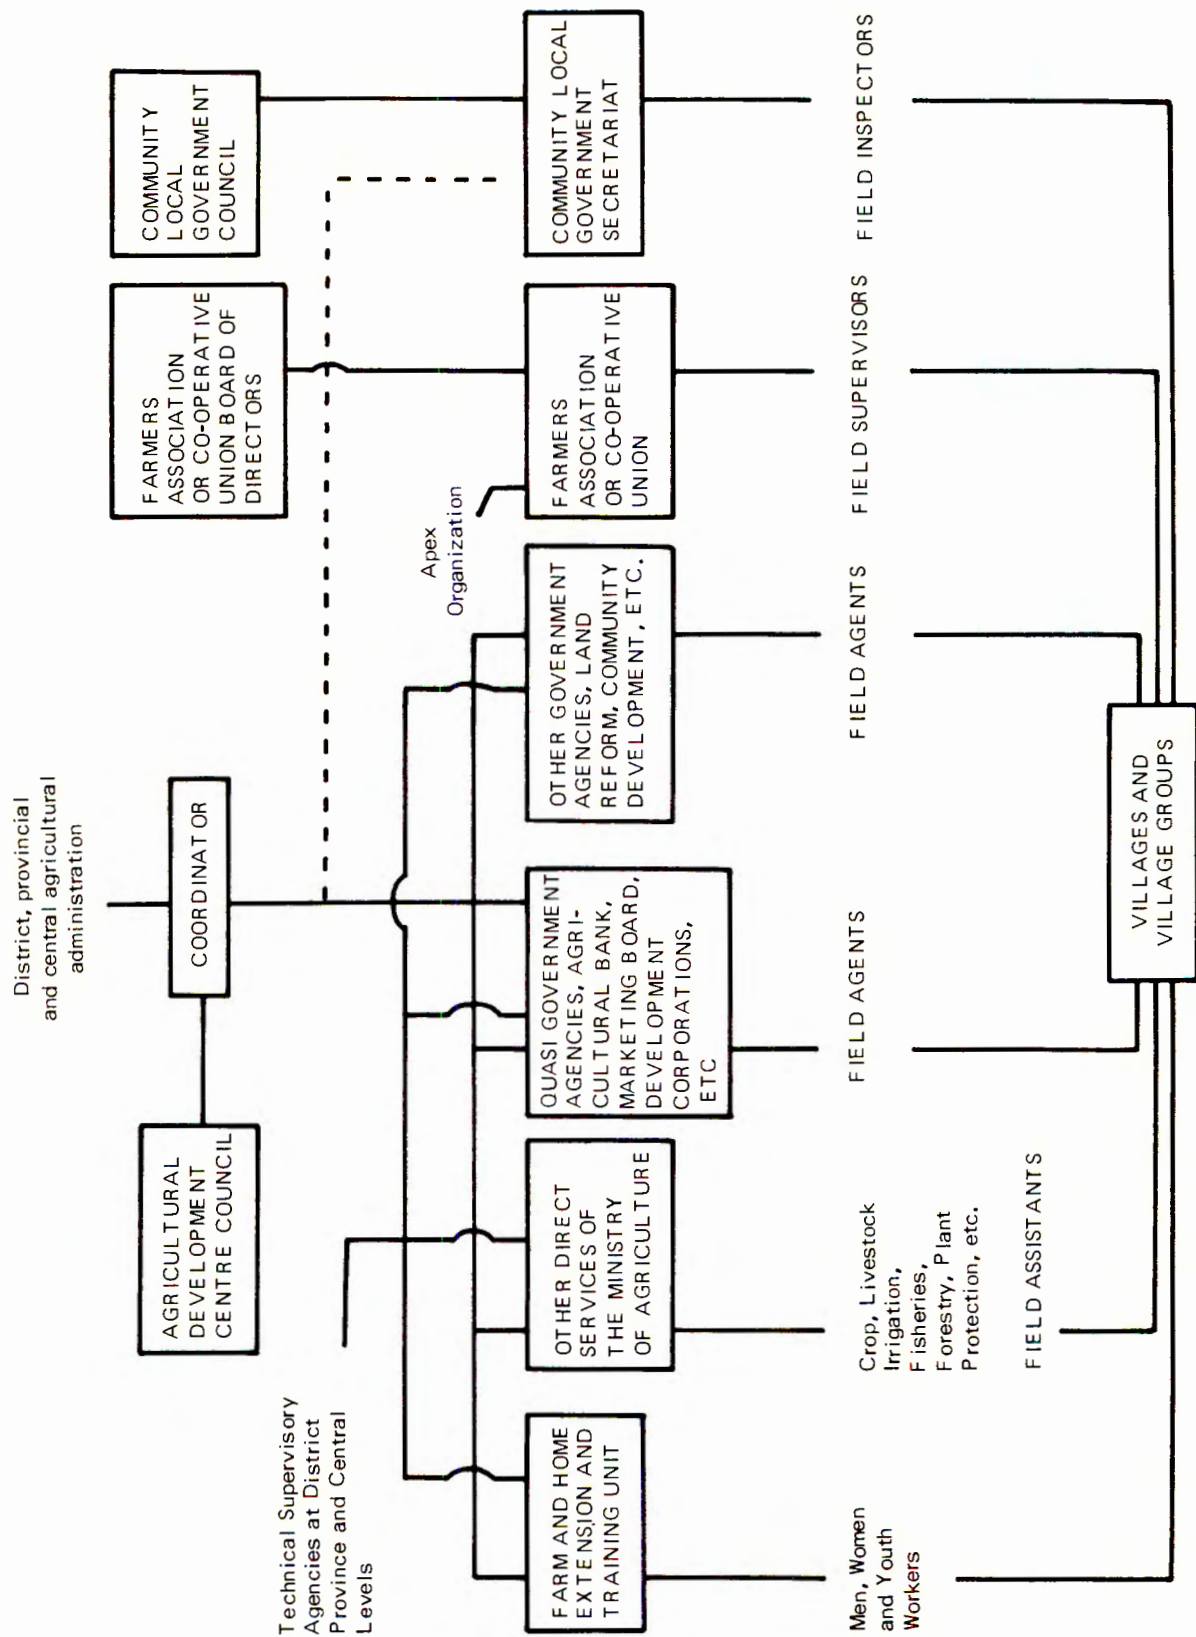 District, provincial
and central agricultural
administration
COORDINATOR
AGRICULTURAL
DEVELOPMENT
CENTRE COUNCIL
FARMERS
ASSOCIATION
OR CO-OPERATIVE
UNION BOARD OF
DIRECTORS
COMMUNITY
LOCAL
GOVERNMENT
COUNCIL
Technical Supervisory
Agencies at District
Province and Central
Levels
Apex
Organization
FARM AND HOME
EXTENSION AND
TRAINING UNIT
OTHER DIRECT
SERVICES OF
THE MINISTRY
OF AGRICULTURE
QUASI GOVERNMENT
AGENCIES, AGRI-
CULTURAL BANK,
MARKETING BOARD,
DEVELOPMENT
CORPORATIONS,
ETC
OTHER GOVERNMENT
AGENCIES, LAND
REFORM, COMMUNITY
DEVELOPMENT, ETC.
FARMERS
ASSOCIATION
OR CO-OPERATIVE
UNION
COMMUNITY LOCAL
GOVERNMENT
SECRETARIAT
Men, Women
and Youth
Workers
Crop, Livestock
Irrigation,
Fisheries,
Forestry, Plant
Protection, etc.
FIELD ASSISTANTS
FIELD AGENTS
FIELD AGENTS
FIELD SUPERVISORS
FIELD INSPECTORS
VILLAGES AND
VILLAGE GROUPS